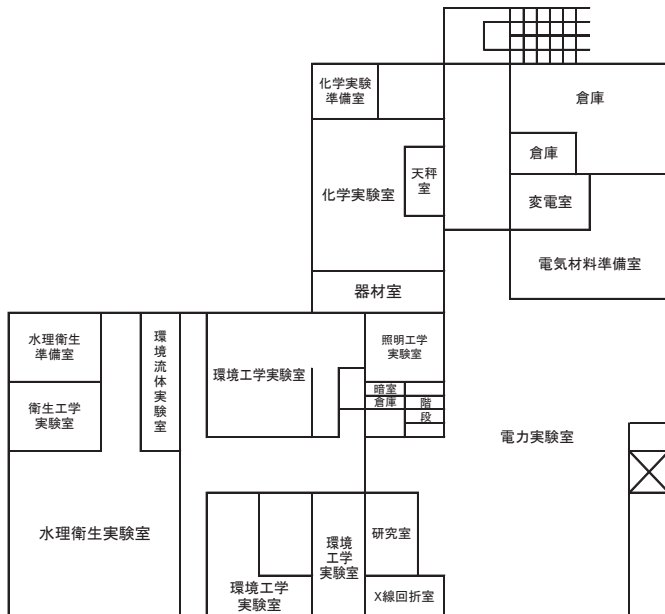 化学実験
準備室
倉庫
倉庫
天秤
室
化学実験室
変電室
電気材料準備室
器材室
水理衛生
準備室
環境流体実験室
環境工学実験室
照明工学
実験室
暗室
倉庫
階
段
衛生工学
実験室
電力実験室
水理衛生実験室
研究室
環境
工学
実験室
環境工学
実験室
X線回折室